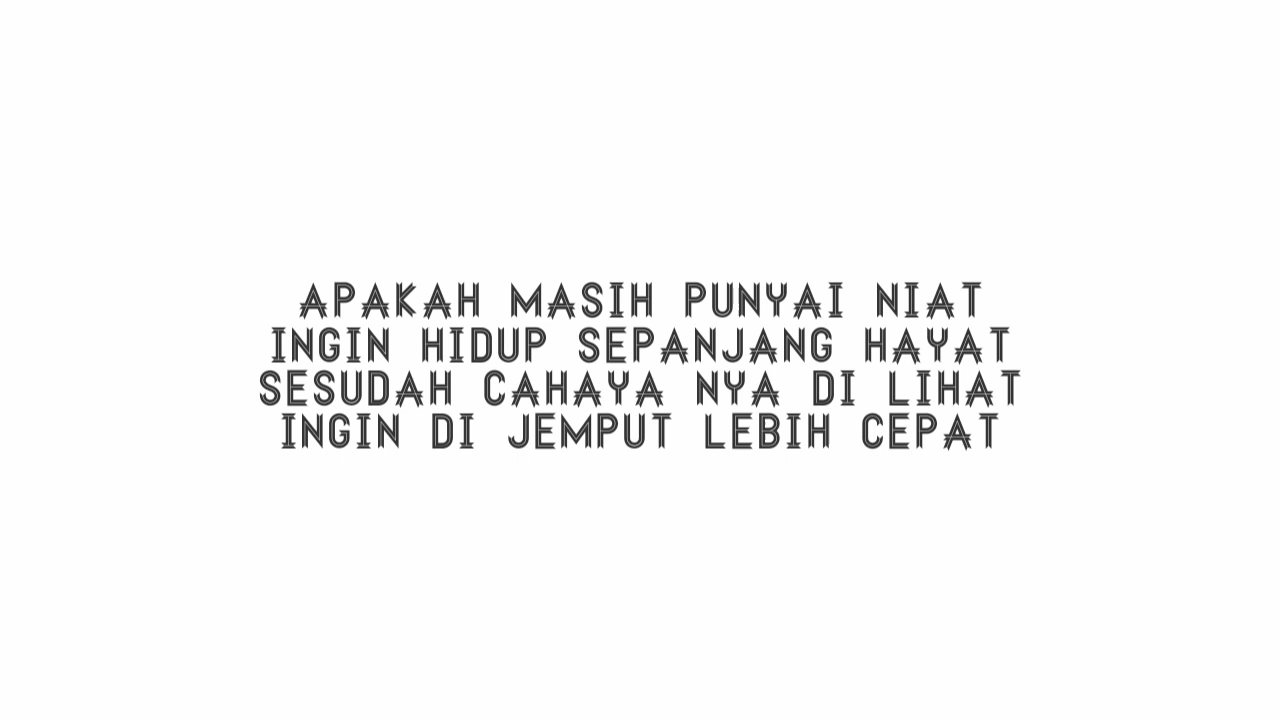 APAKAH MASIH PUNYAI NIAT
INGIN HIDUP SEPANJANG HAYAT
SESUDAH CAHAYA NYA DI LIHAT
INGIN DI JEMPUT LEBIH CEPAT